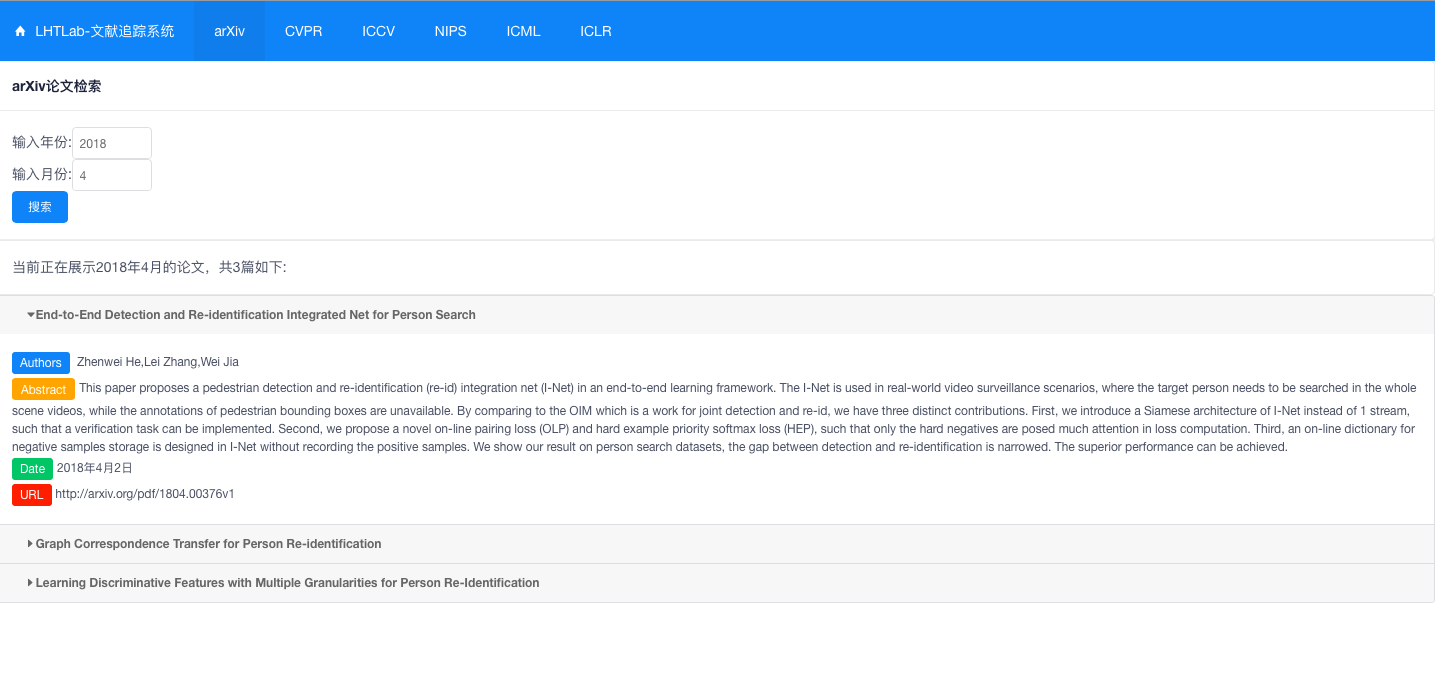 LHTLab-文献追踪系统 arXiv CVPR ICCV NIPS ICML ICLR
arXiv论文检索
输入年份: 2018
输入月份: 4
搜索
当前正在展示2018年4月的论文，共3篇如下:
End-to-End Detection and Re-identification Integrated Net for Person Search
Authors Zhenwei He,Lei Zhang,Wei Jia
Abstract This paper proposes a pedestrian detection and re-identification (re-id) integration net (I-Net) in an end-to-end learning framework. The I-Net is used in real-world video surveillance scenarios, where the target person needs to be searched in the whole
scene videos, while the annotations of pedestrian bounding boxes are unavailable. By comparing to the OIM which is a work for joint detection and re-id, we have three distinct contributions. First, we introduce a Siamese architecture of I-Net instead of 1 stream,
such that a verification task can be implemented. Second, we propose a novel on-line pairing loss (OLP) and hard example priority softmax loss (HEP), such that only the hard negatives are posed much attention in loss computation. Third, an on-line dictionary for
negative samples storage is designed in I-Net without recording the positive samples. We show our result on person search datasets, the gap between detection and re-identification is narrowed. The superior performance can be achieved.
Date 2018年4月2日
URL http://arxiv.org/pdf/1804.00376v1
Graph Correspondence Transfer for Person Re-identification
Learning Discriminative Features with Multiple Granularities for Person Re-Identification